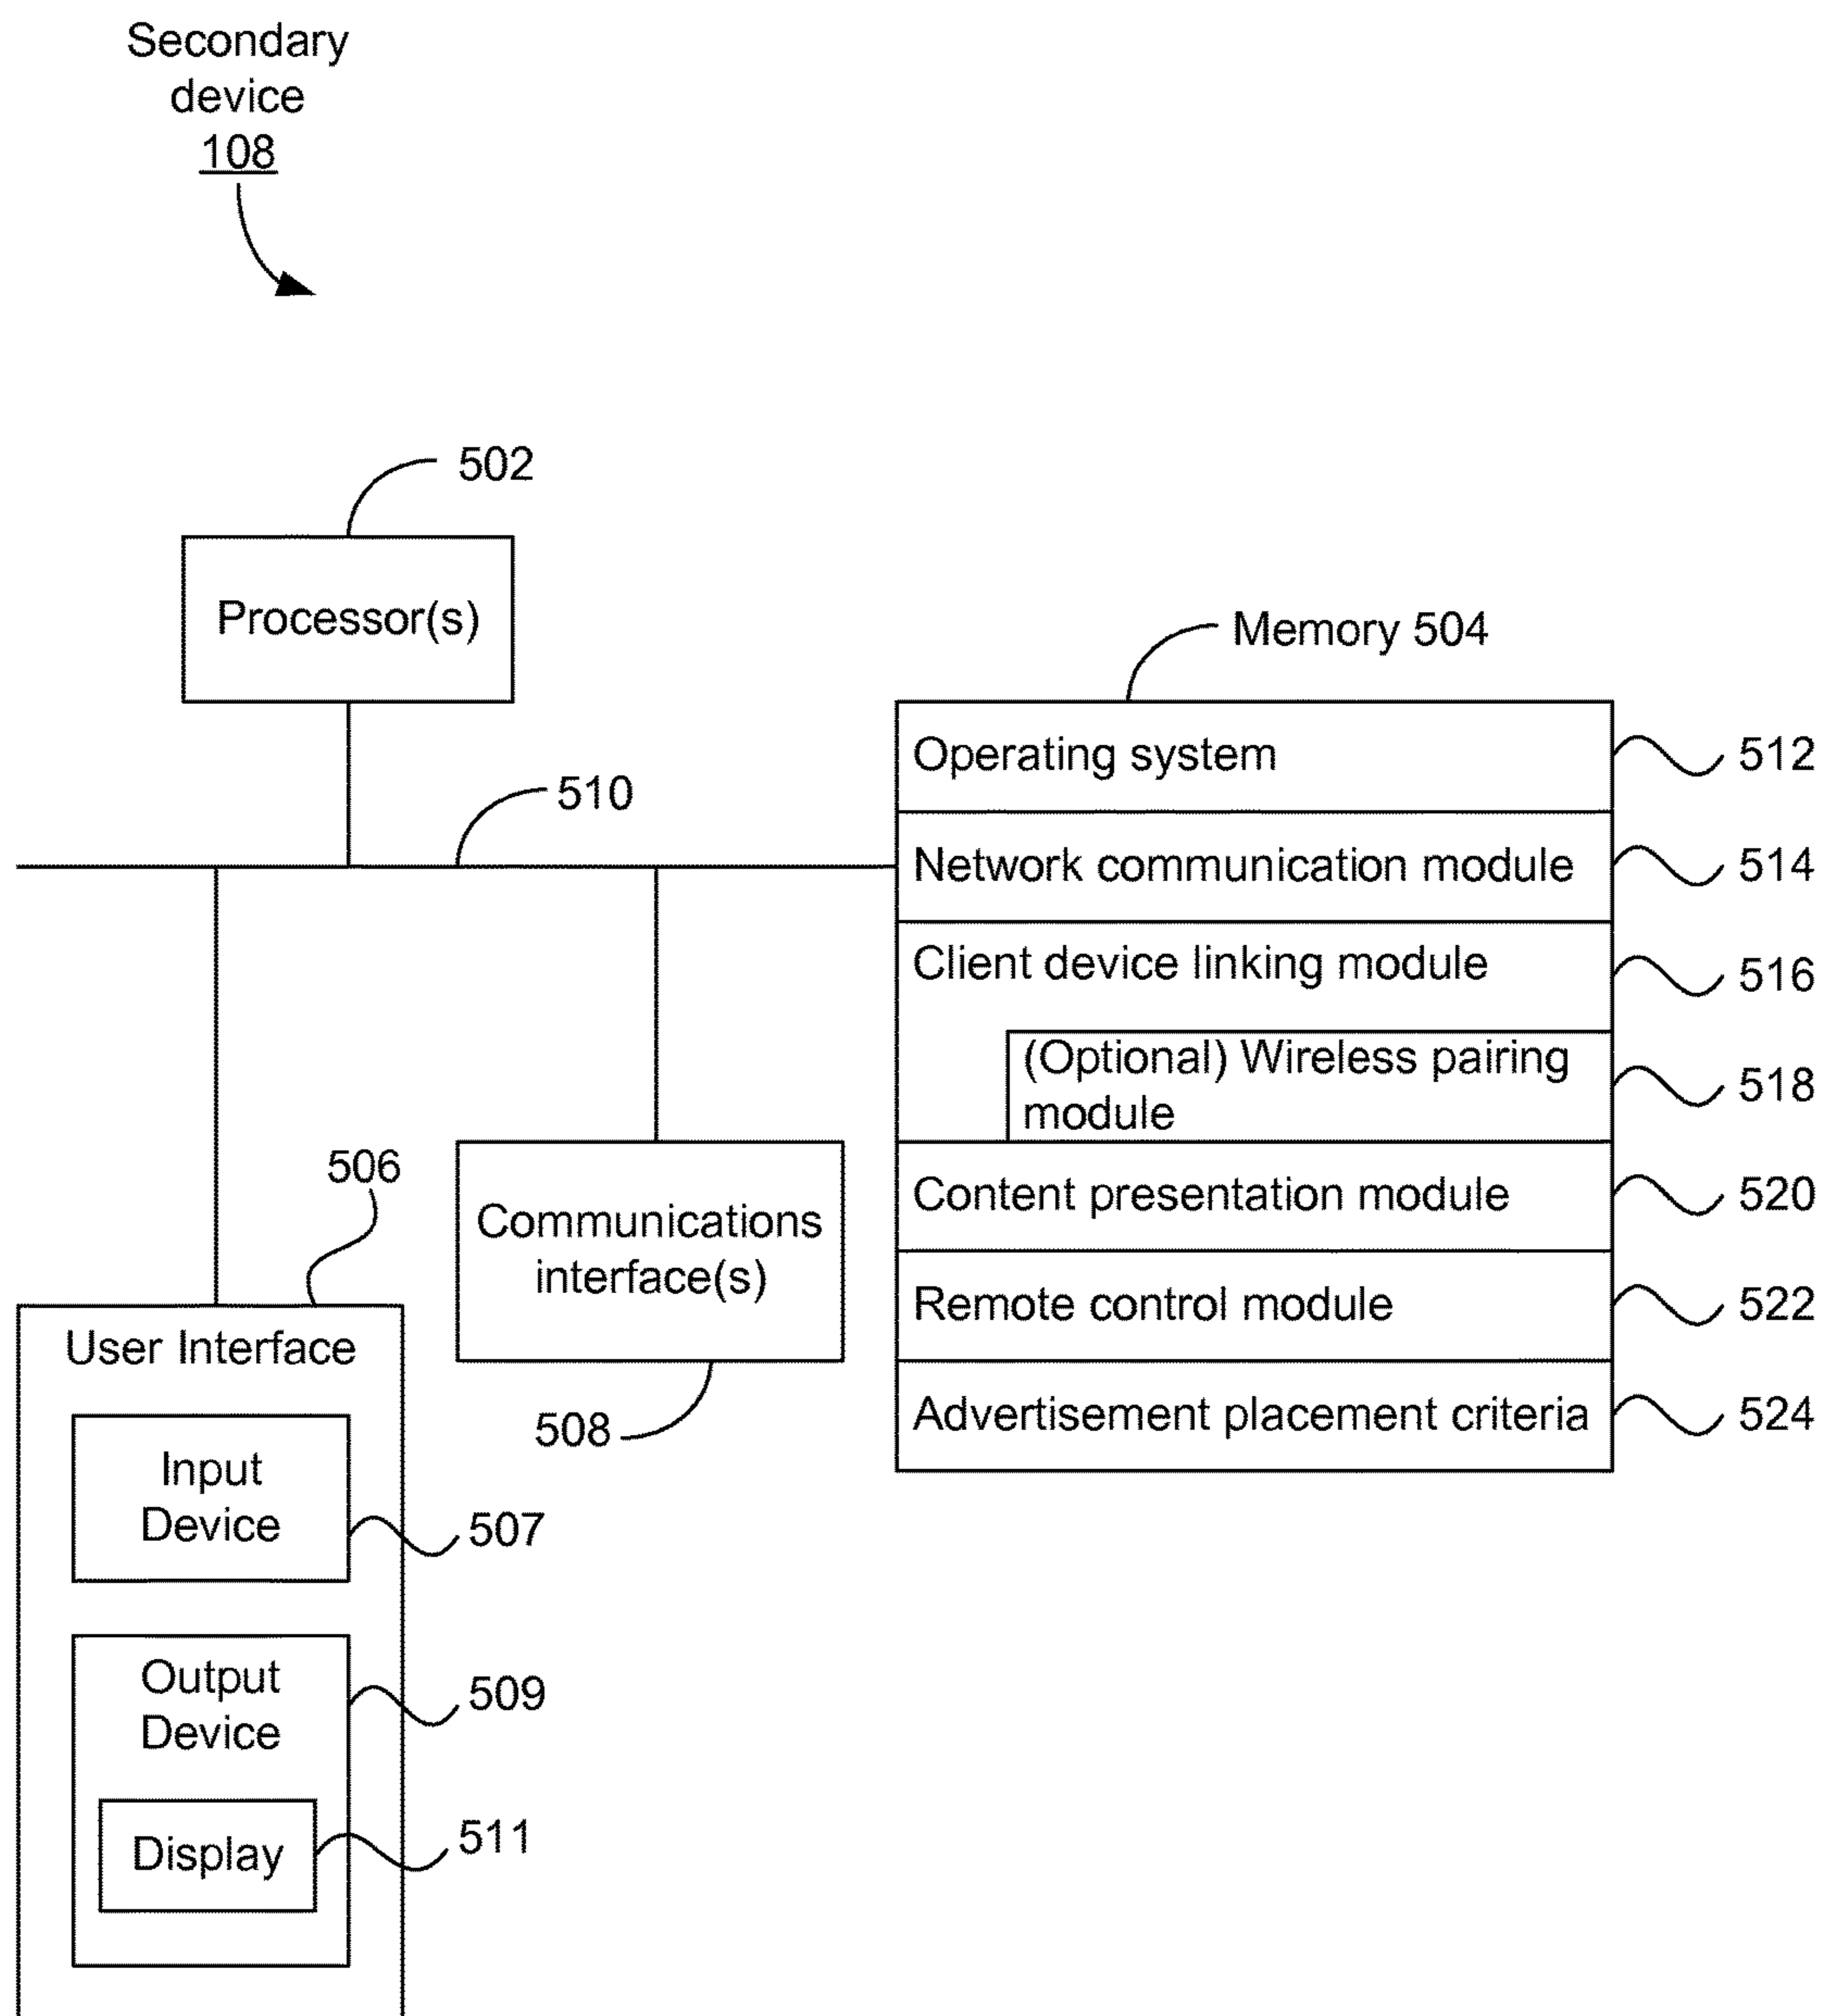 Secondary
device
108
502
Processor(s)
Memory 504
510
Operating system
512
Network communication module
514
Client device linking module
516
(Optional) Wireless pairing
module
518
Content presentation module
520
Remote control module
522
Advertisement placement criteria
524
Communications
interface(s)
508
506
User Interface
Input
Device
507
Output
Device
509
Display
511